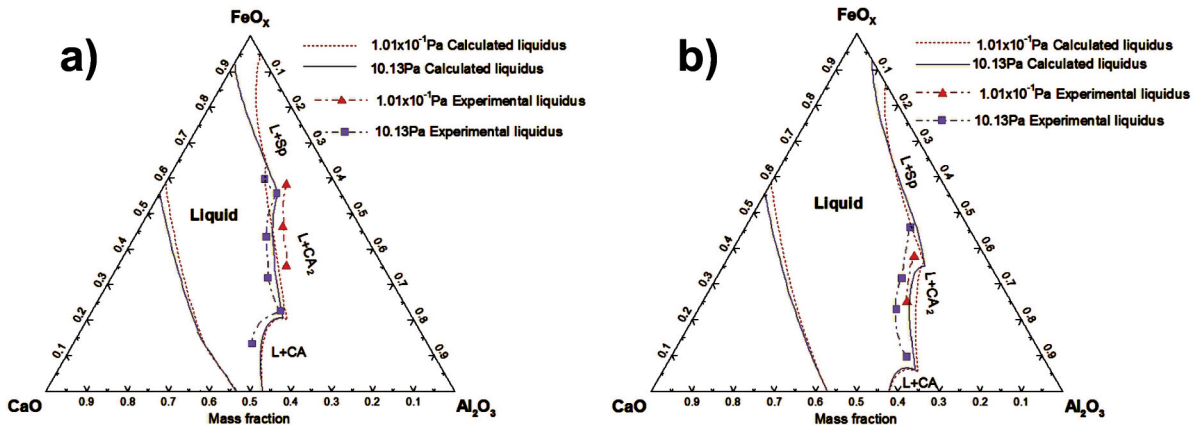 a)
FeOX
1.01x10-1Pa Calculated liquidus
10.13Pa Calculated liquidus
1.01x10-1Pa Experimental liquidus
10.13Pa Experimental liquidus
0.9
0.8
0.7
0.6
0.5
0.4
0.3
0.2
0.1
0.1
0.2
0.3
0.4
0.5
0.6
0.7
0.8
0.9
L+Sp
Liquid
L+CA2
L+CA
CaO
0.9 0.8 0.7 0.6 0.5 0.4 0.3 0.2 0.1
Al2O3
Mass fraction
b)
FeOX
1.01x10-1Pa Calculated liquidus
10.13Pa Calculated liquidus
1.01x10-1Pa Experimental liquidus
10.13Pa Experimental liquidus
0.9
0.8
0.7
0.6
0.5
0.4
0.3
0.2
0.1
0.1
0.2
0.3
0.4
0.5
0.6
0.7
0.8
0.9
L+Sp
Liquid
L+CA2
L+CA
CaO
0.9 0.8 0.7 0.6 0.5 0.4 0.3 0.2 0.1
Al2O3
Mass fraction